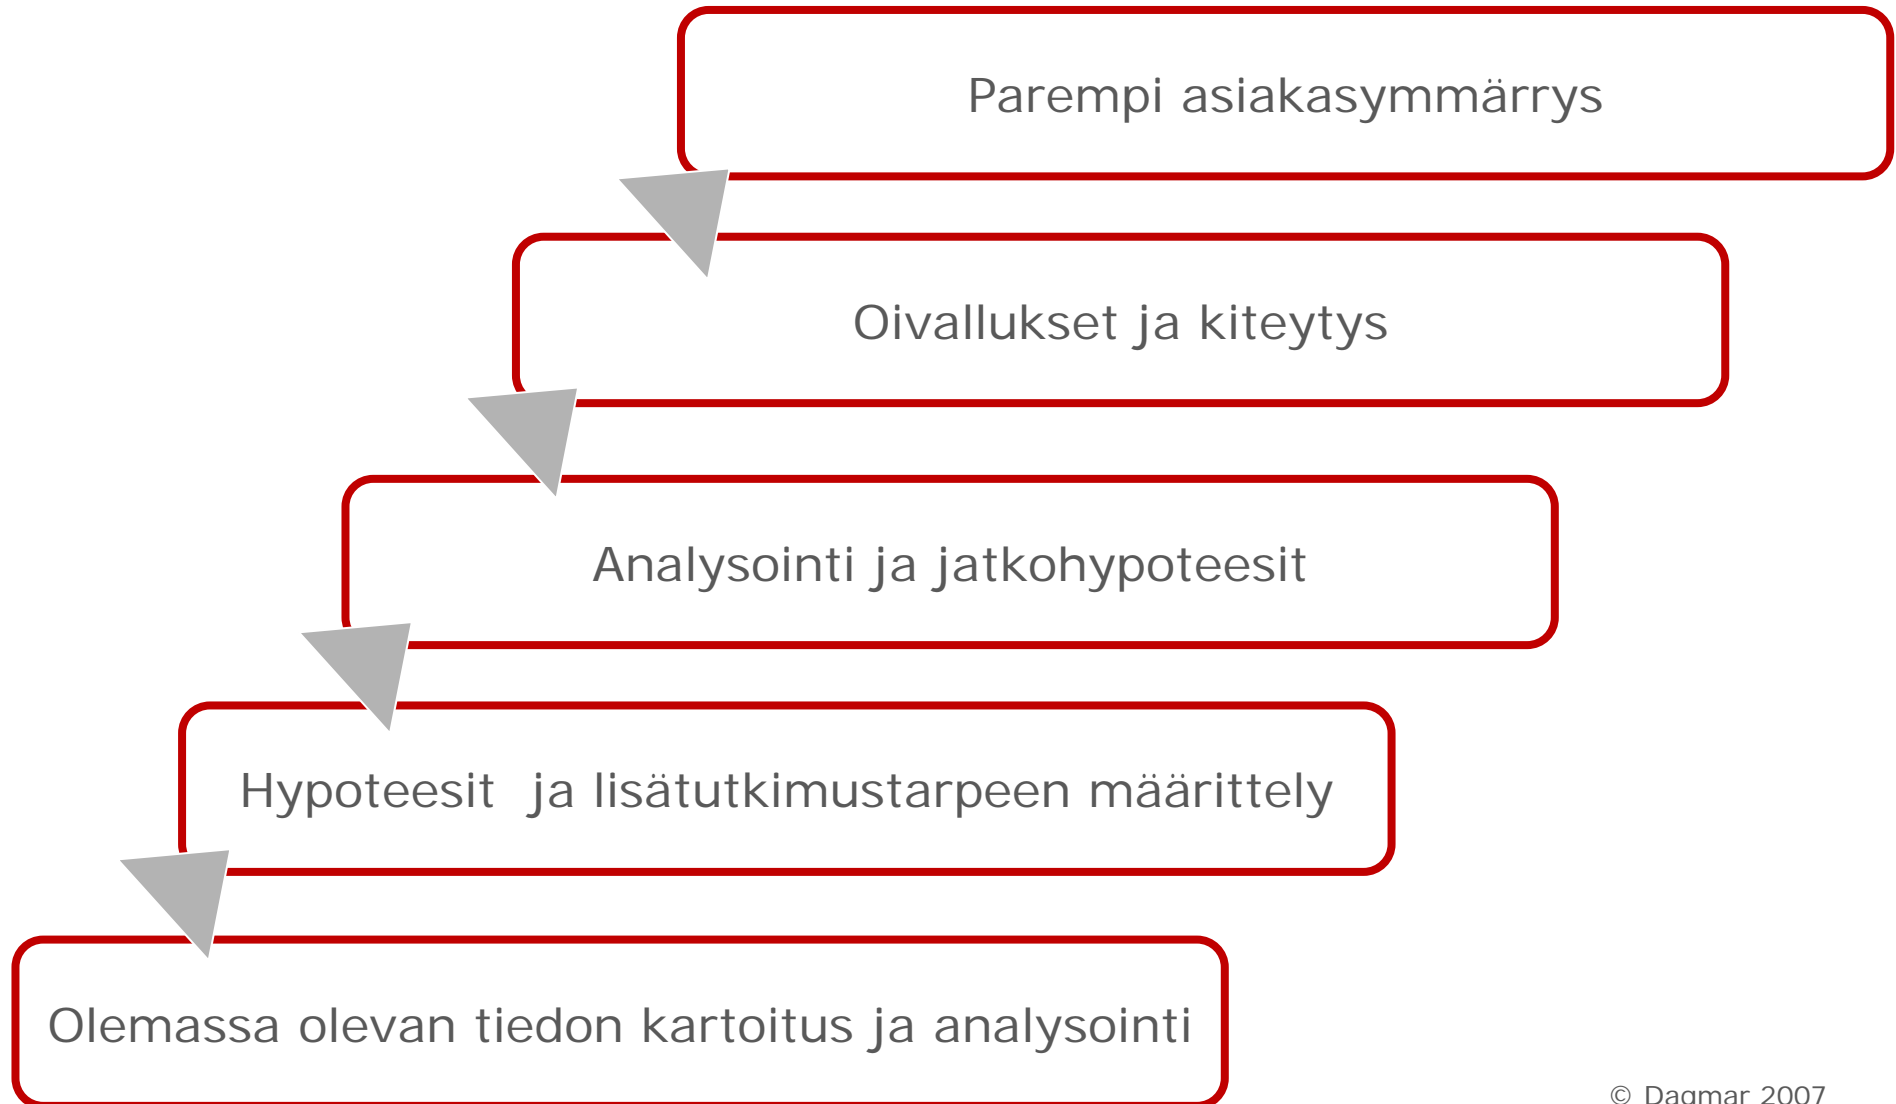 Parempi asiakasymmärrys
Oivallukset ja kiteytys
Analysointi ja jatkohypoteesit
Hypoteesit  ja lisätutkimustarpeen määrittely
Olemassa olevan tiedon kartoitus ja analysointi
© Dagmar 2007